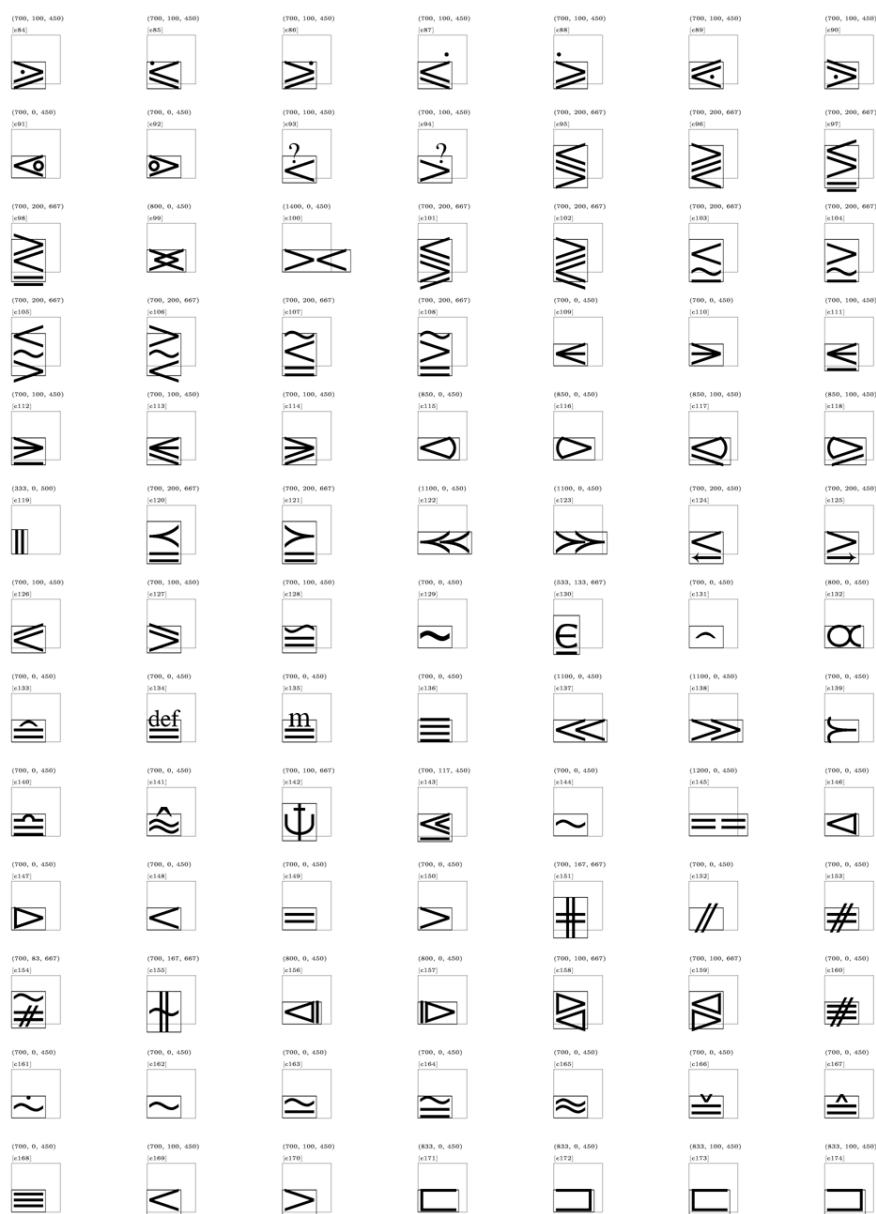 (700, 100, 450) (700, 100, 450) (700, 100, 450) (700, 100, 450) (700, 100, 450) (700, 100, 450) (700, 100, 450)
[c84] [c85] [c86] [c87] [c88] [c89] [c90]
(700, 0, 450) (700, 0, 450) (700, 100, 450) (700, 100, 450) (700, 200, 667) (700, 200, 667) (700, 200, 667)
[c91] [c92] [c93] [c94] [c95] [c96] [c97]
? ?
(700, 200, 667) (800, 0, 450) (1400, 0, 450) (700, 200, 667) (700, 200, 667) (700, 200, 667) (700, 200, 667)
[c98] [c99] [c100] [c101] [c102] [c103] [c104]
(700, 200, 667) (700, 200, 667) (700, 200, 667) (700, 200, 667) (700, 0, 450) (700, 0, 450) (700, 100, 450)
[c105] [c106] [c107] [c108] [c109] [c110] [c111]
(700, 100, 450) (700, 100, 450) (700, 100, 450) (850, 0, 450) (850, 0, 450) (850, 100, 450) (850, 100, 450)
[c112] [c113] [c114] [c115] [c116] [c117] [c118]
(333, 0, 500) (700, 200, 667) (700, 200, 667) (1100, 0, 450) (1100, 0, 450) (700, 200, 450) (700, 200, 450)
[c119] [c120] [c121] [c122] [c123] [c124] [c125]
(700, 100, 450) (700, 100, 450) (700, 100, 450) (700, 0, 450) (533, 133, 667) (700, 0, 450) (800, 0, 450)
[c126] [c127] [c128] [c129] [c130] [c131] [c132]
(700, 0, 450) (700, 0, 450) (700, 0, 450) (700, 0, 450) (1100, 0, 450) (1100, 0, 450) (700, 0, 450)
[c133] [c134] [c135] [c136] [c137] [c138] [c139]
def m
(700, 0, 450) (700, 0, 450) (700, 100, 667) (700, 117, 450) (700, 0, 450) (1200, 0, 450) (700, 0, 450)
[c140] [c141] [c142] [c143] [c144] [c145] [c146]
(700, 0, 450) (700, 0, 450) (700, 0, 450) (700, 0, 450) (700, 167, 667) (700, 0, 450) (700, 0, 450)
[c147] [c148] [c149] [c150] [c151] [c152] [c153]
(700, 83, 667) (700, 167, 667) (800, 0, 450) (800, 0, 450) (700, 100, 667) (700, 100, 667) (700, 0, 450)
[c154] [c155] [c156] [c157] [c158] [c159] [c160]
(700, 0, 450) (700, 0, 450) (700, 0, 450) (700, 0, 450) (700, 0, 450) (700, 0, 450) (700, 0, 450)
[c161] [c162] [c163] [c164] [c165] [c166] [c167]
(700, 0, 450) (700, 100, 450) (700, 100, 450) (833, 0, 450) (833, 0, 450) (833, 100, 450) (833, 100, 450)
[c168] [c169] [c170] [c171] [c172] [c173] [c174]